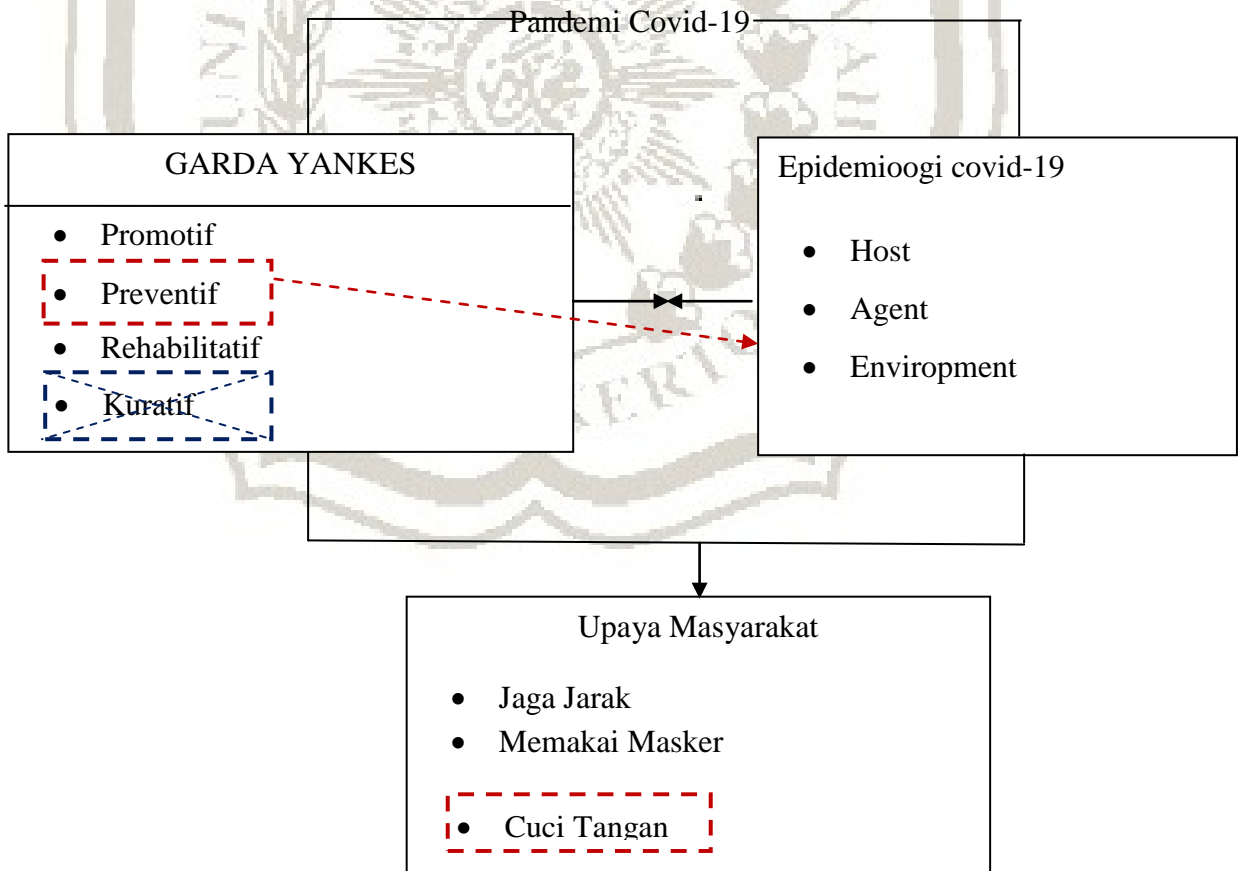 Pandemi Covid-19
GARDA YANKES
• Promotif
• Preventif
• Rehabilitatif
• Kuratif
Epidemioogi covid-19
• Host
• Agent
• Enviropment
Upaya Masyarakat
• Jaga Jarak
• Memakai Masker
• Cuci Tangan